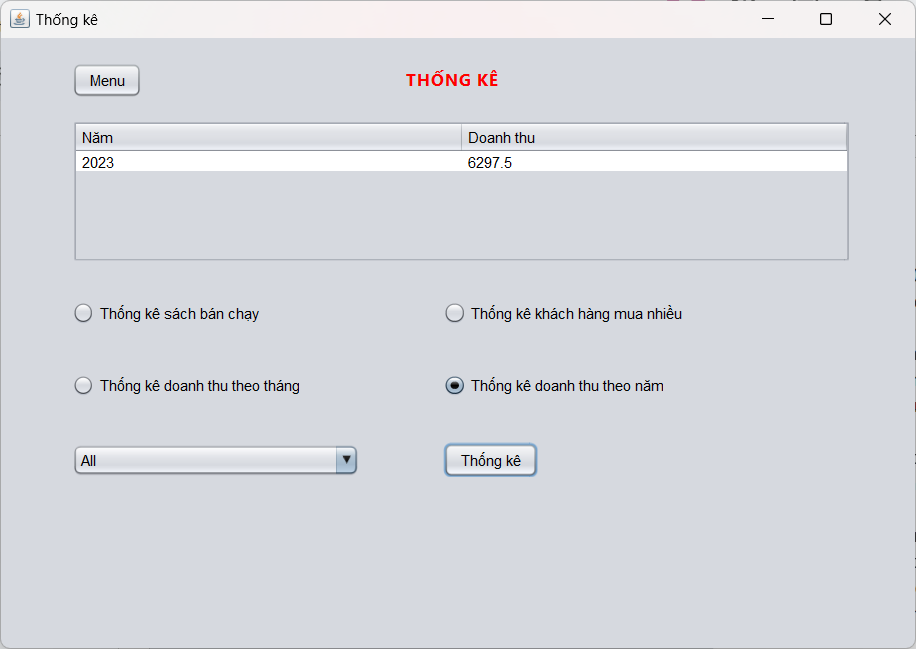 Thống kê
Menu
THỐNG KÊ
Năm Doanh thu
2023 6297.5
Thống kê sách bán chạy Thống kê khách hàng mua nhiều
Thống kê doanh thu theo tháng Thống kê doanh thu theo năm
All Thống kê